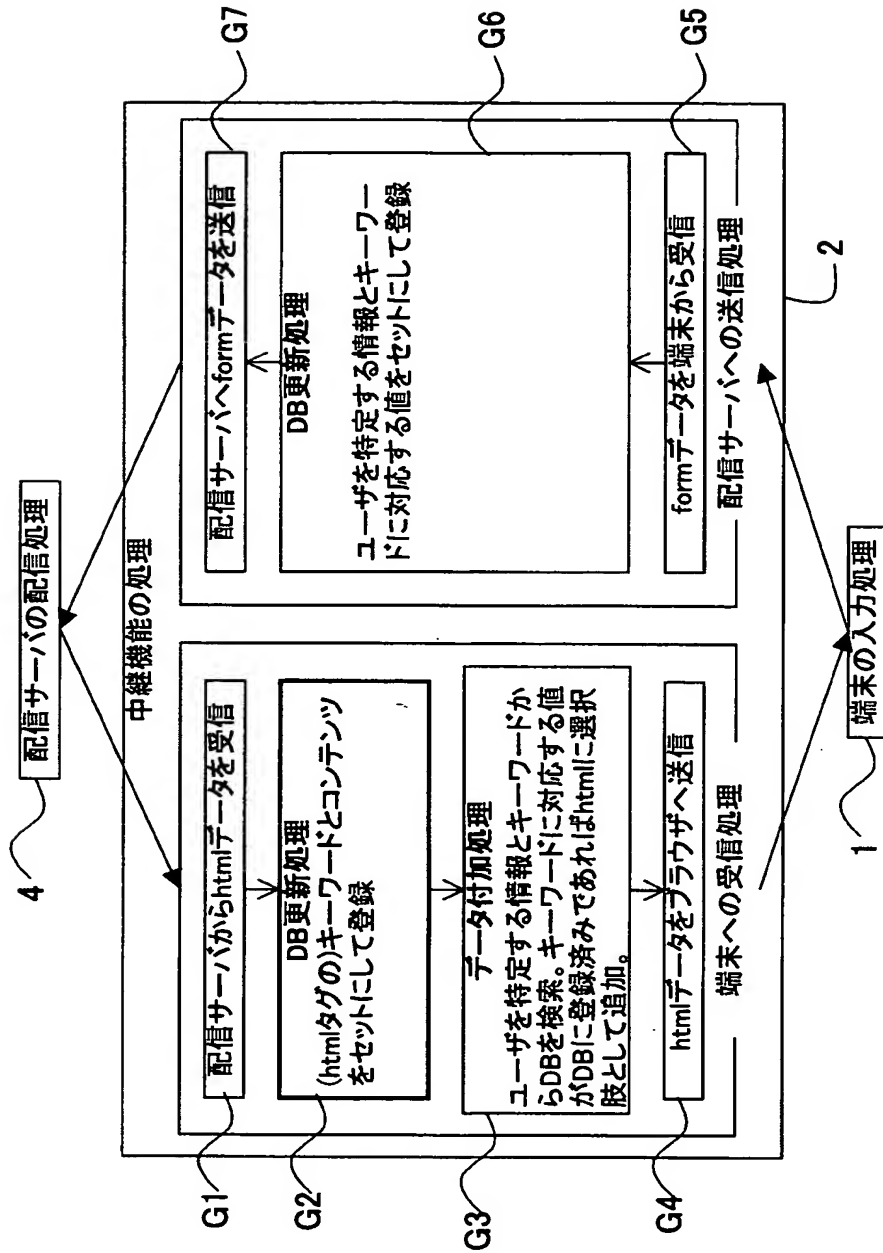 4
配信サーバの配信処理
中継機能の処理
G1
配信サーバからhtmlデータを受信
G2
DB更新処理
(htmlタグの)キーワードとコンテンツ
をセットにして登録
G3
データ付加処理
ユーザを特定する情報とキーワードか
らDBを検索。キーワードに対応する値
がDBに登録済みであればhtmlに選択
肢として追加。
G4
htmlデータをブラウザへ送信
端末への受信処理
G7
配信サーバへformデータを送信
G6
DB更新処理
ユーザを特定する情報とキーワー
ドに対応する値をセットにして登録
G5
formデータを端末から受信
配信サーバへの送信処理
2
1
端末の入力処理